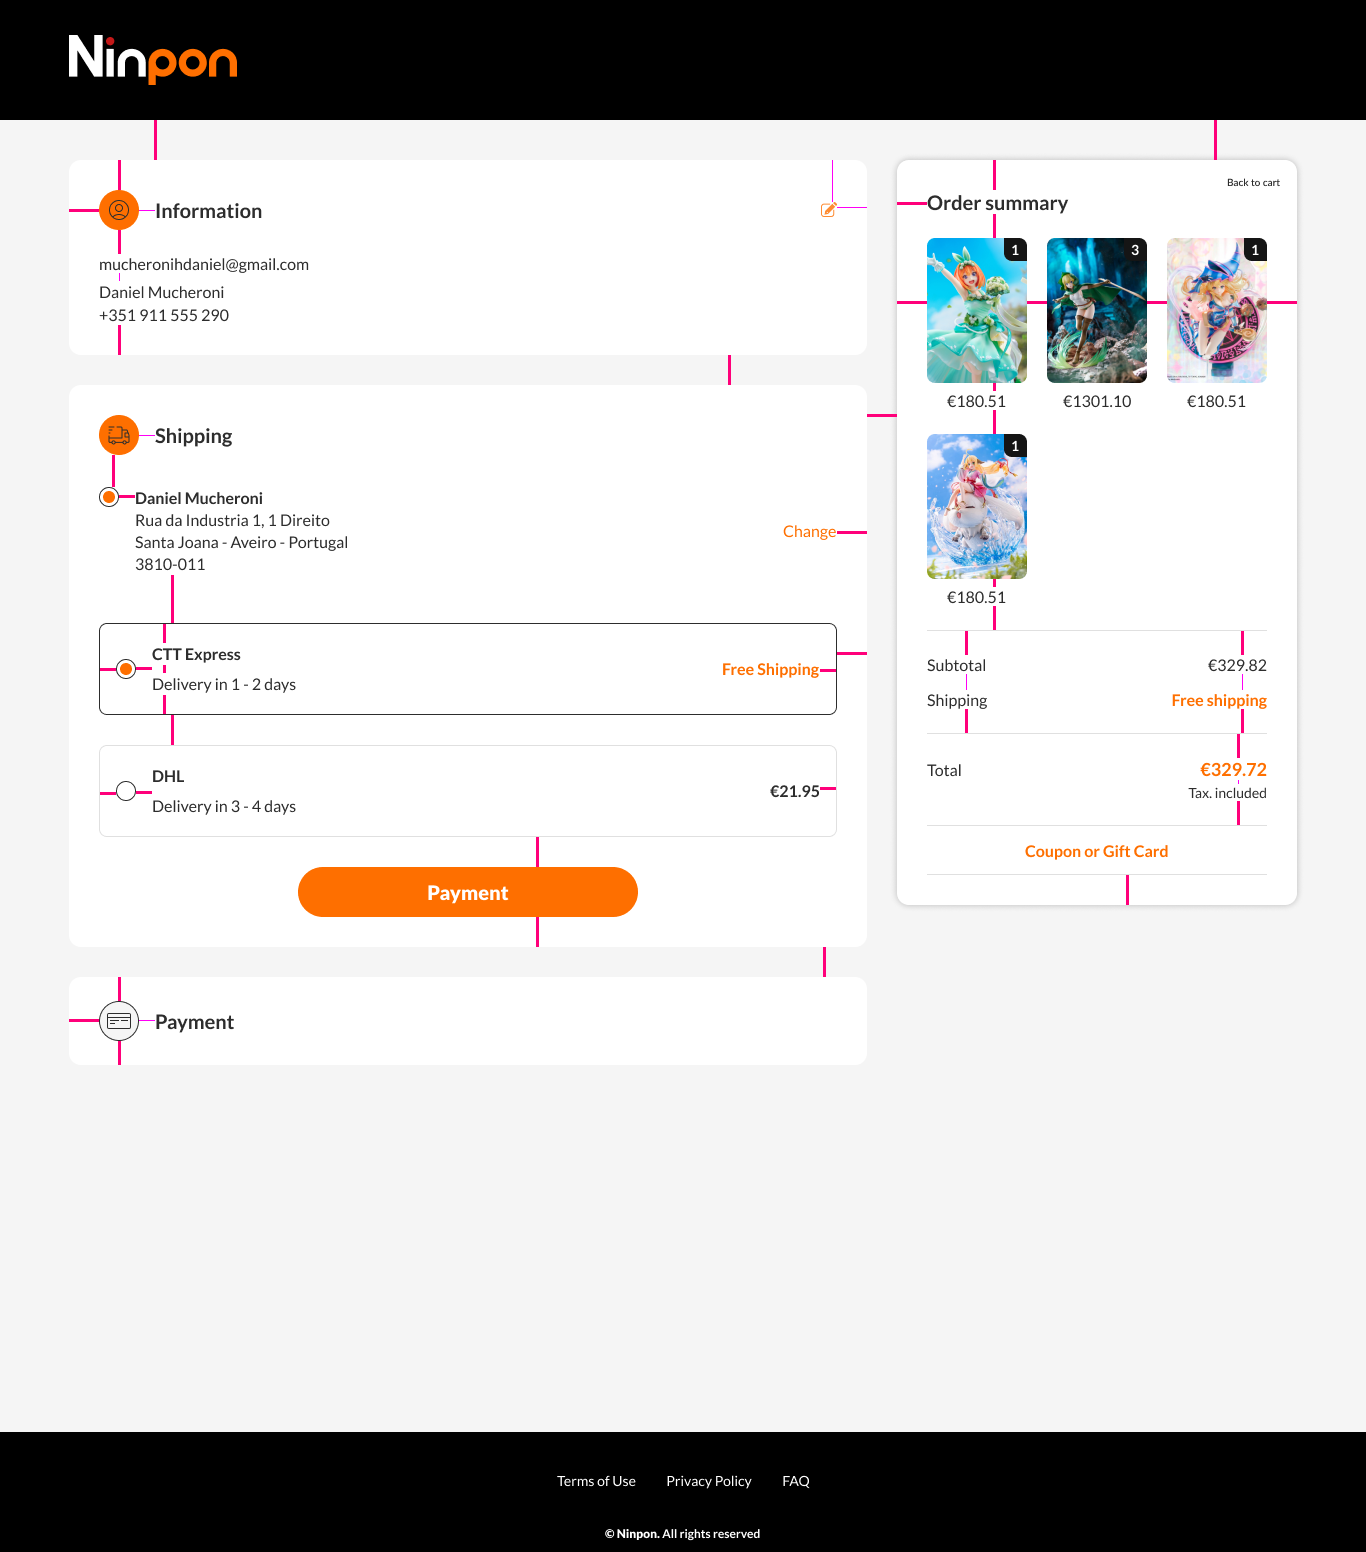 Ninpon
Information
mucheronihdaniel@gmail.com
Daniel Mucheroni
+351 911 555 290
Shipping
Daniel Mucheroni
Rua da Industria 1, 1 Direito
Santa Joana - Aveiro - Portugal
3810-011
Change
CTT Express
Delivery in 1 - 2 days
Free Shipping
DHL
Delivery in 3 - 4 days
€21.95
Payment
Payment
Back to cart
Order summary
1
3
1
€180.51
€1301.10
€180.51
1
€180.51
Subtotal
€329.82
Shipping
Free shipping
Total
€329.72
Tax. included
Coupon or Gift Card
Terms of Use
Privacy Policy
FAQ
© Ninpon. All rights reserved